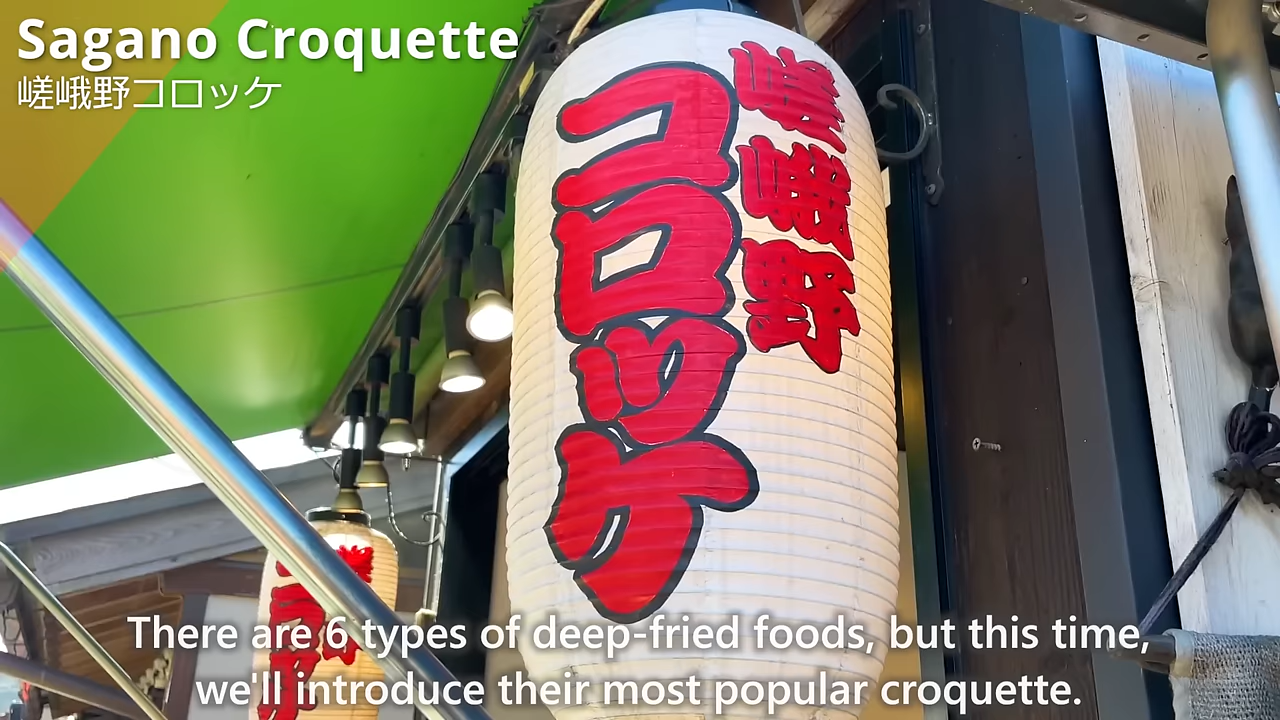 Sagano Croquette
嵯峨野コロッケ
嵯峨野
コロッケ
There are 6 types of deep-fried foods, but this time,
we'll introduce their most popular croquette.